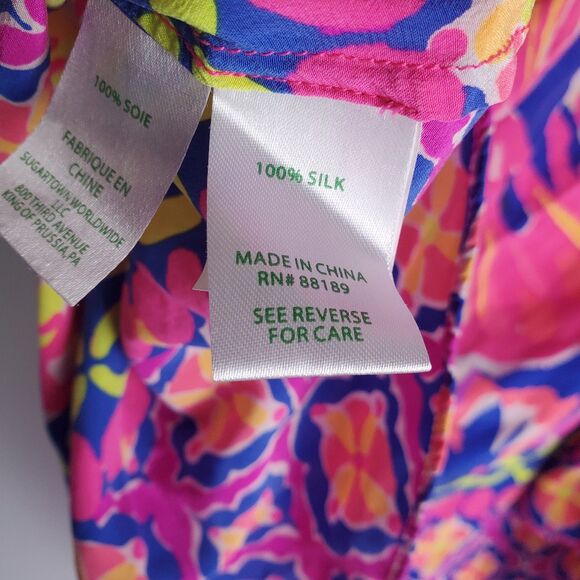 100% SOIE
FABRIQUE EN
CHINE
SUGARTOWN WORLDWIDE
LLC
800 THIRD AVENUE
KING OF PRUSSIA, PA
100% SILK
MADE IN CHINA
RN# 88189
SEE REVERSE
FOR CARE